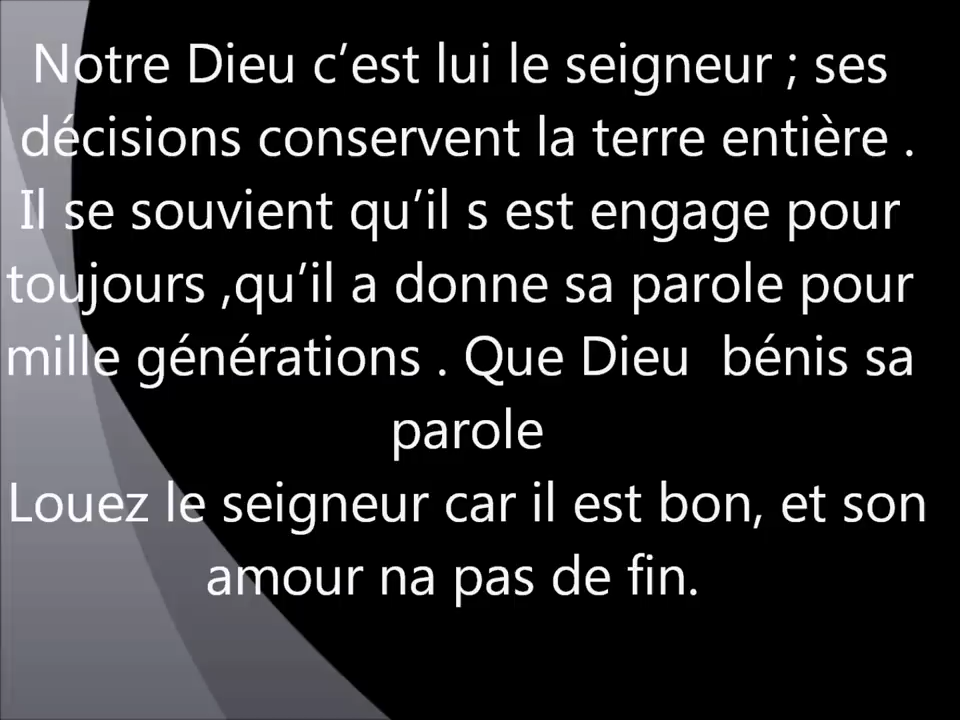 Notre Dieu c’est lui le seigneur ; ses
décisions conservent la terre entière .
Il se souvient qu’il s est engage pour
toujours ,qu’il a donne sa parole pour
mille générations . Que Dieu  bénis sa
parole
Louez le seigneur car il est bon, et son
amour na pas de fin.